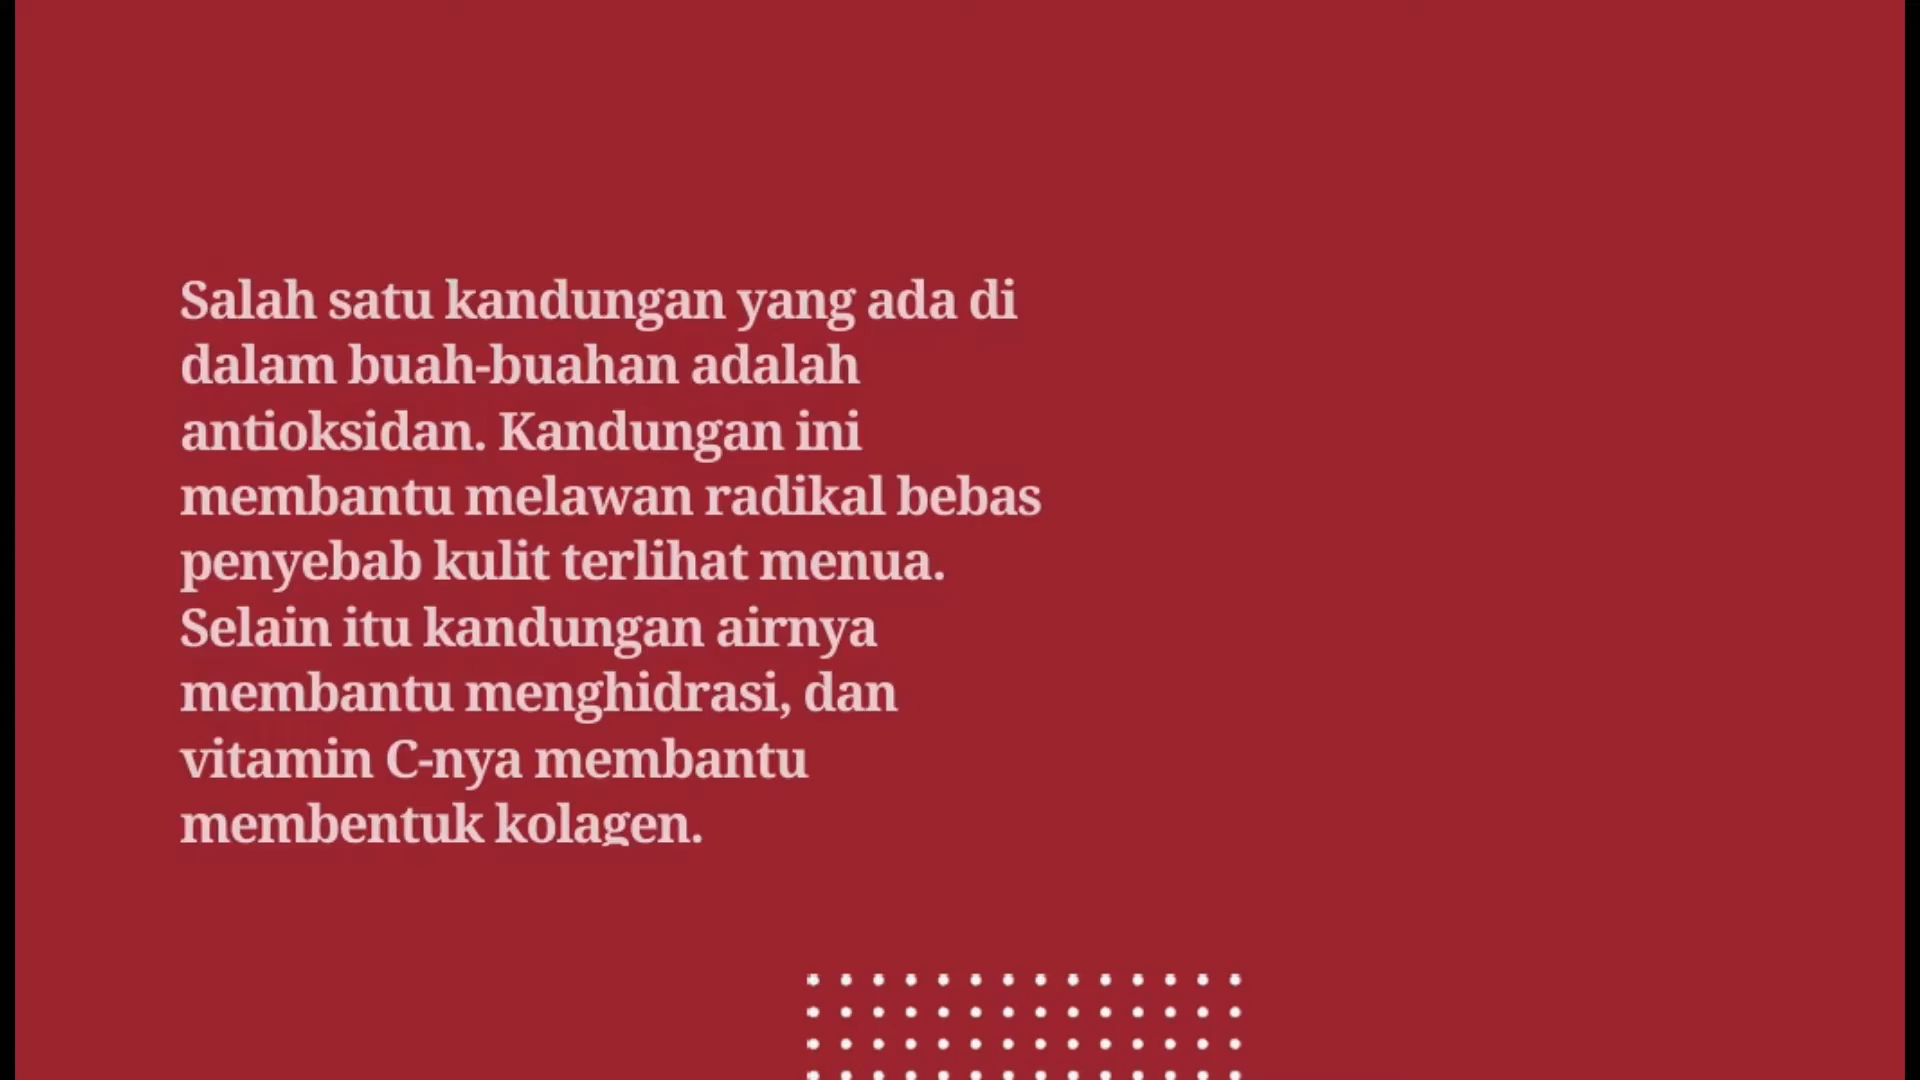 Salah satu kandungan yang ada di
dalam buah-buahan adalah
antioksidan. Kandungan ini
membantu melawan radikal bebas
penyebab kulit terlihat menua.
Selain itu kandungan airnya
membantu menghidrasi, dan
vitamin C-nya membantu
membentuk kolagen.